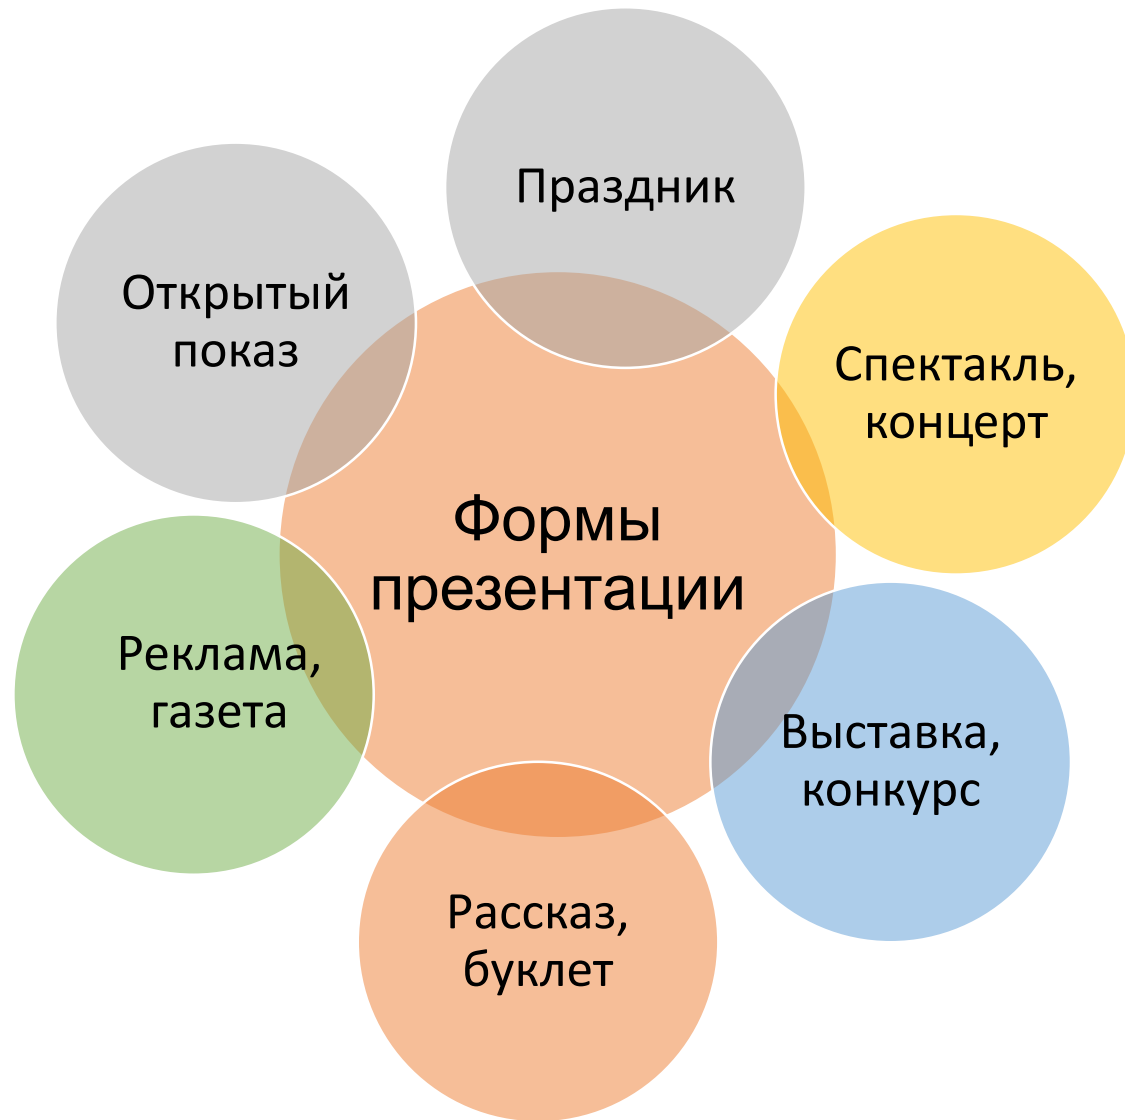 Праздник
Открытый
показ
Спектакль,
концерт
Формы
презентации
Реклама,
газета
Выставка,
конкурс
Рассказ,
буклет